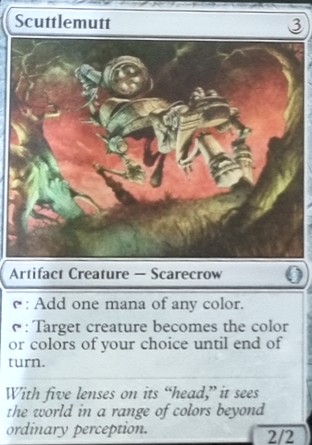 Scuttlemutt 3
Artifact Creature — Scarecrow
: Add one mana of any color.
: Target creature becomes the color
or colors of your choice until end of
turn.
With five lenses on its "head," it sees
the world in a range of colors beyond
ordinary perception.
2/2